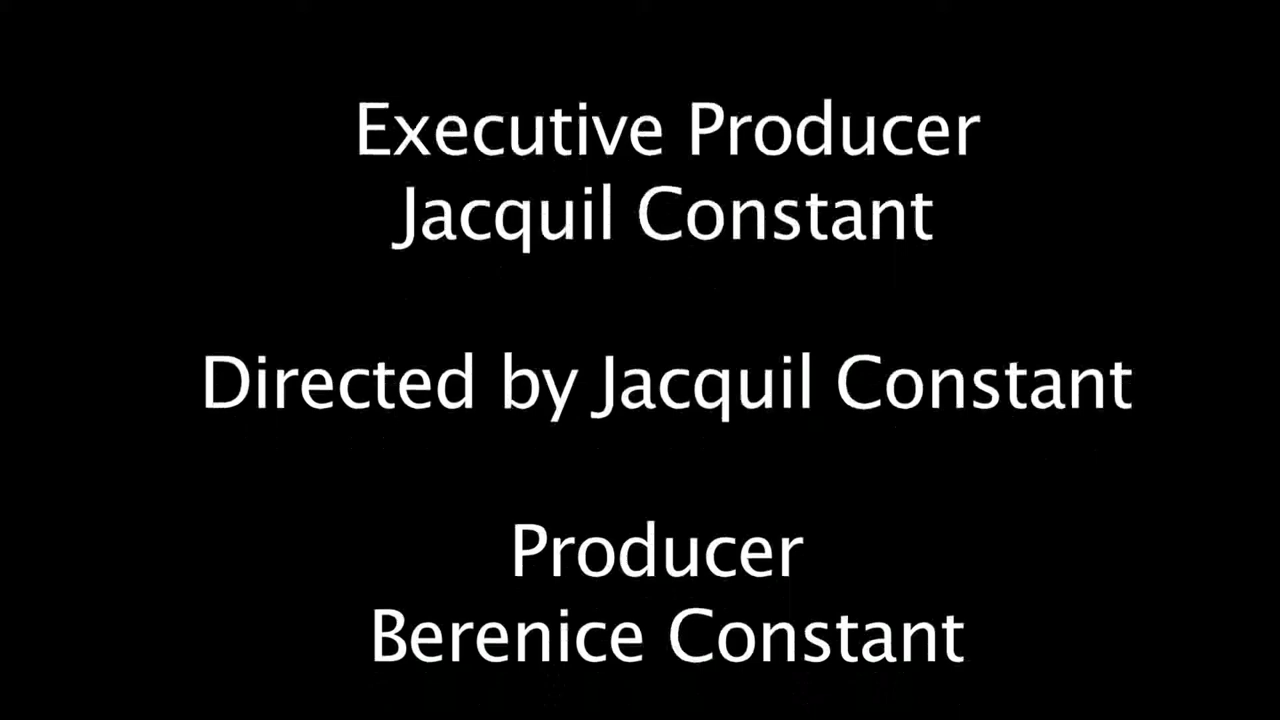 Executive Producer
Jacquil Constant
Directed by Jacquil Constant
Producer
Berenice Constant